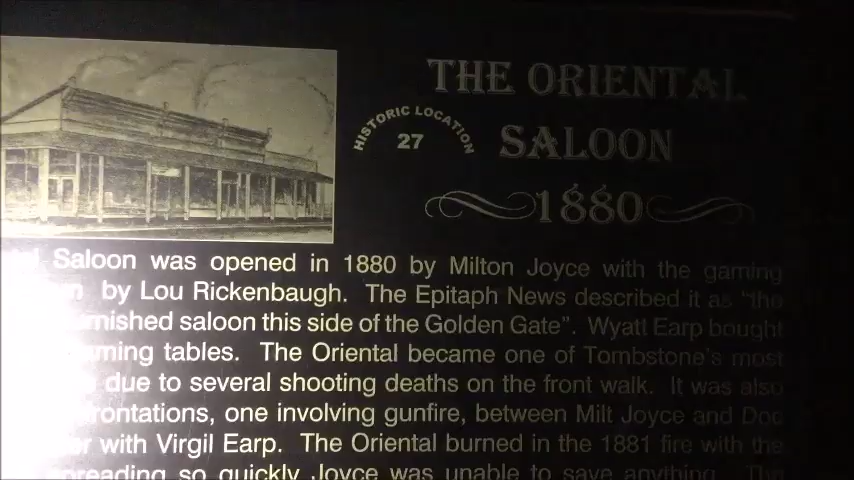 THE ORIENTAL
HISTORIC LOCATION
27
SALOON
1880
Saloon was opened in 1880 by Milton Joyce with the gaming
by Lou Rickenbaugh. The Epitaph News described it as "the
saloon this side of the Golden Gate". Wyatt Earp bought
tables. The Oriental became one of Tombstone's most
due to several shooting deaths on the front walk. It was also
one involving gunfire, between Milt Joyce and Doc
with Virgil Earp. The Oriental burned in the 1881 fire with the
spreading so quickly Joyce was unable to save anything. The